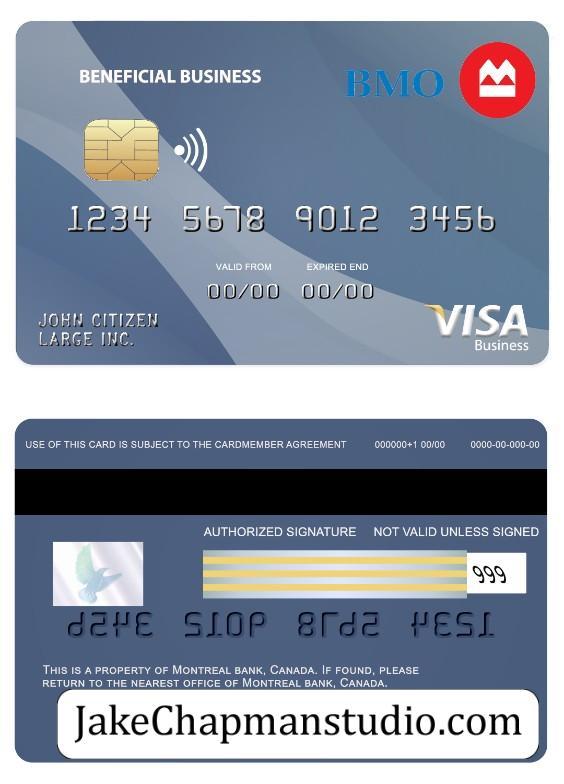 BENEFICIAL BUSINESS
BMO
1234 5678 9012 3456
VALID FROM EXPIRED END
00/00 00/00
JOHN CITIZEN
LARGE INC.
VISA
Business
USE OF THIS CARD IS SUBJECT TO THE CARDMEMBER AGREEMENT 000000+1 00/00 0000-00-000-00
AUTHORIZED SIGNATURE NOT VALID UNLESS SIGNED
999
THIS IS A PROPERTY OF MONTREAL BANK, CANADA. IF FOUND, PLEASE
RETURN TO THE NEAREST OFFICE OF MONTREAL BANK, CANADA.
JakeChapmanstudio.com